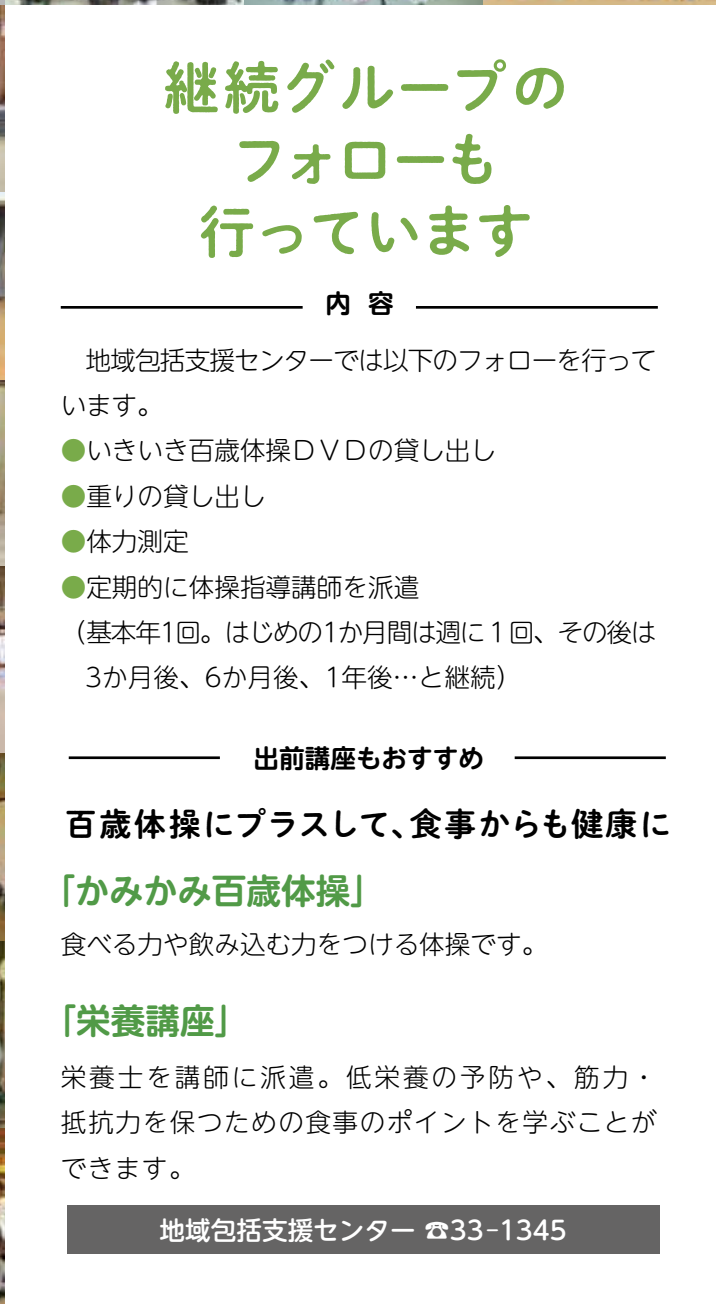 継続グループの
フォローも
行っています
内 容
　地域包括支援センターでは以下のフォローを行って
います。
●いきいき百歳体操ＤＶＤの貸し出し
●重りの貸し出し
●体力測定
●定期的に体操指導講師を派遣
（基本年1回。はじめの1か月間は週に１回、その後は
3か月後、6か月後、1年後…と継続）
出前講座もおすすめ
百歳体操にプラスして、食事からも健康に
「かみかみ百歳体操」
食べる力や飲み込む力をつける体操です。
「栄養講座」
栄養士を講師に派遣。低栄養の予防や、筋力・
抵抗力を保つための食事のポイントを学ぶことが
できます。
地域包括支援センター ☎33-1345